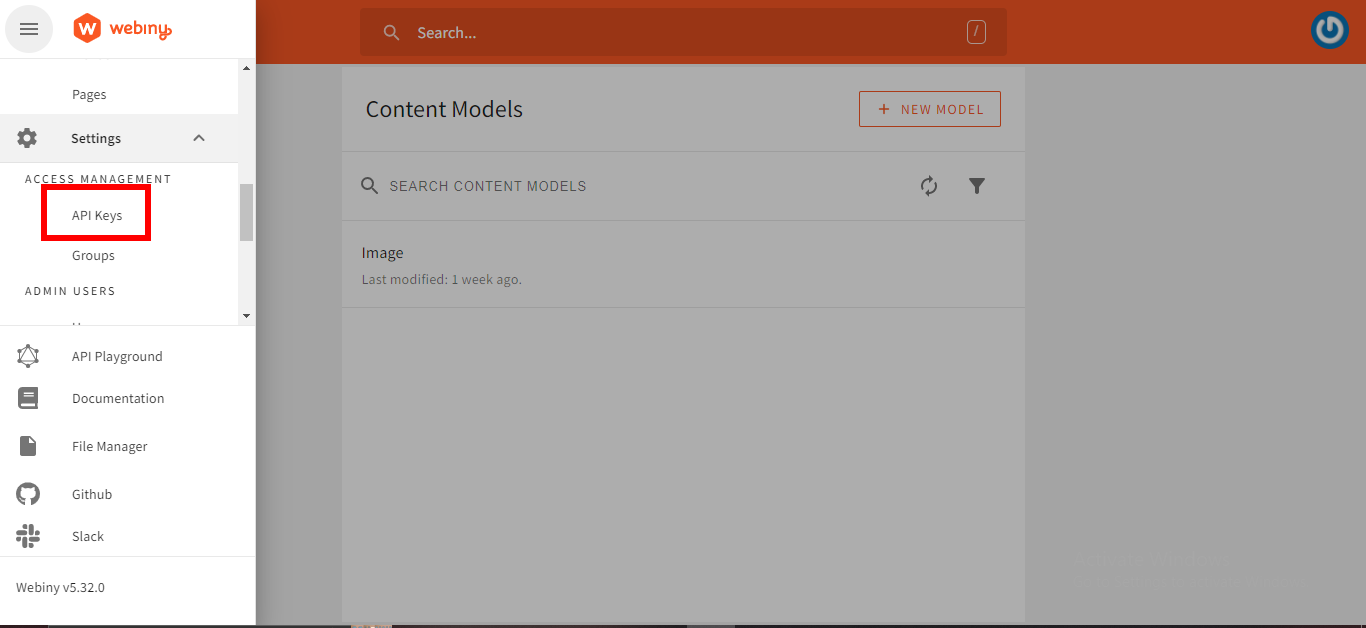 webiny
Search...
/
Pages
Settings
ACCESS MANAGEMENT
API Keys
Groups
ADMIN USERS
API Playground
Documentation
File Manager
Github
Slack
Webiny v5.32.0
Content Models
+ NEW MODEL
SEARCH CONTENT MODELS
Image
Last modified: 1 week ago.